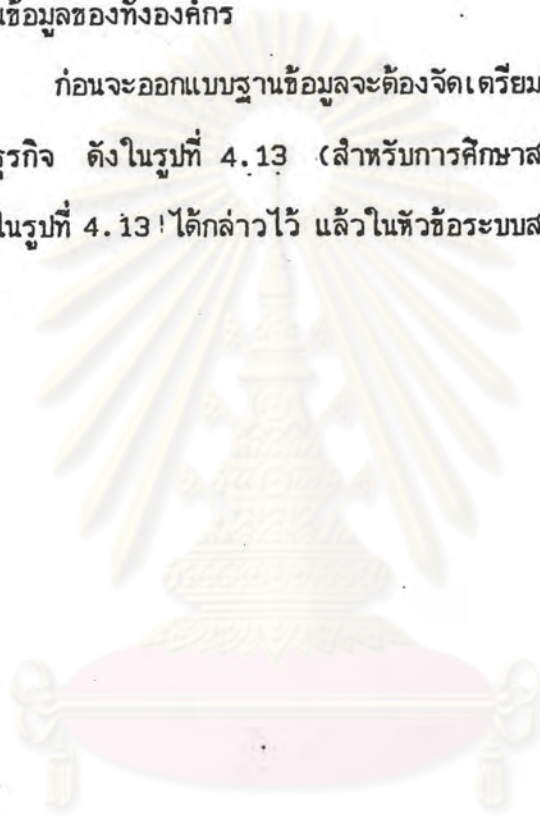 นข้อมูลของทั้งองค์กร
ก่อนจะออกแบบฐานข้อมูลจะต้องจัดเตรียม
ธุรกิจ ดังในรูปที่ 4.13 (สำหรับการศึกษาส
ในรูปที่ 4.13 ได้กล่าวไว้ แล้วในหัวข้อระบบส